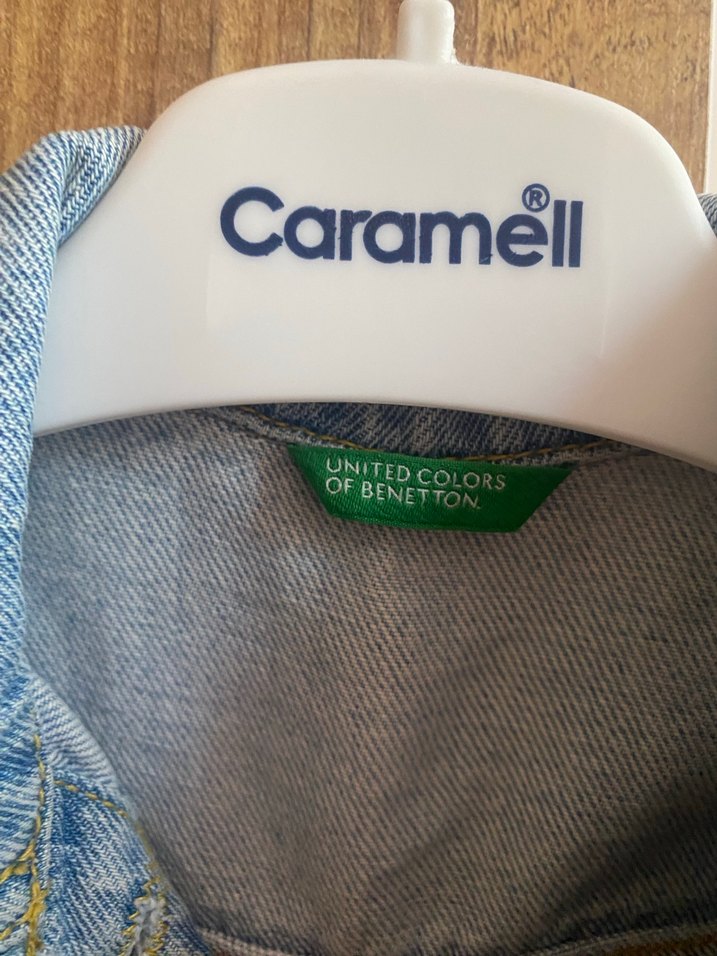 Caramell®
UNITED COLORS
OF BENETTON.